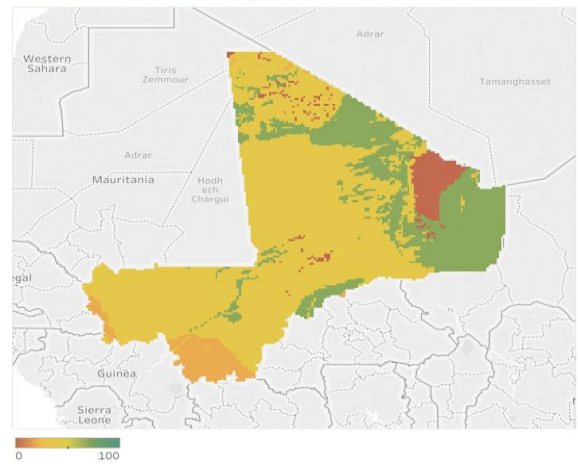 Adrar
Western
Sahara
Tiris
Zemmour
Tamanghasset
Adrar
Mauritania
Hodh
ech
Chargui
egal
Guinea
Sierra
Leone
0
100